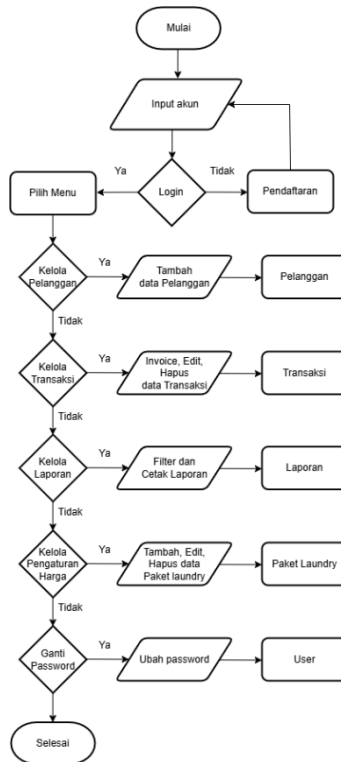 Mulai
Input akun
Ya
Tidak
Pilih Menu
Login
Pendaftaran
Kelola
Pelanggan
Ya
Tambah
data Pelanggan
Pelanggan
Tidak
Kelola
Transaksi
Ya
Invoice, Edit,
Hapus
data Transaksi
Transaksi
Tidak
Kelola
Laporan
Ya
Filter dan
Cetak Laporan
Laporan
Tidak
Kelola
Pengaturan
Harga
Ya
Tambah, Edit,
Hapus data
Paket laundry
Paket Laundry
Tidak
Ganti
Password
Ya
Ubah password
User
Selesai